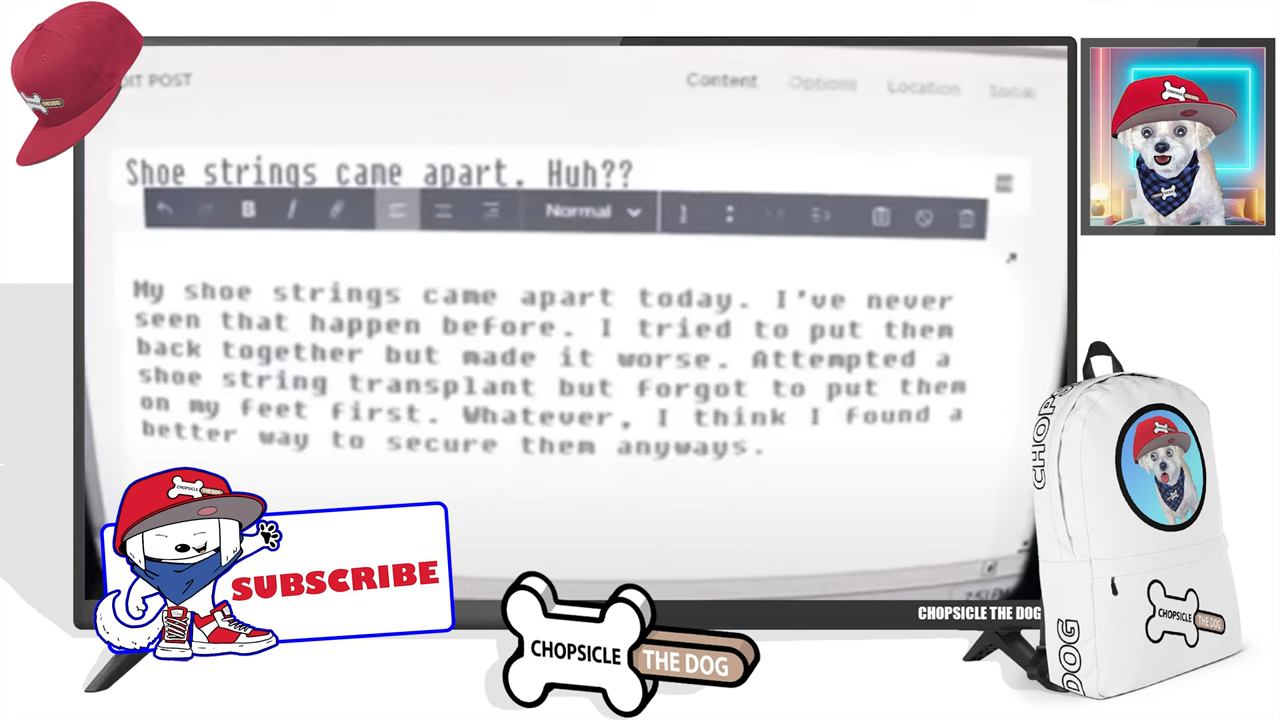 EDIT POST
Content Options Location Social
Shoe strings came apart. Huh??
B I Normal
My shoe strings came apart today. I've never
seen that happen before. I tried to put them
back together but made it worse. Attempted a
shoe string transplant but forgot to put them
on my feet first. Whatever, I think I found a
better way to secure them anyways.
SUBSCRIBE
CHOPSICLE THE DOG
CHOPSICLE THE DOG
CHOPS
DOG
CHOPSICLE THE DOG